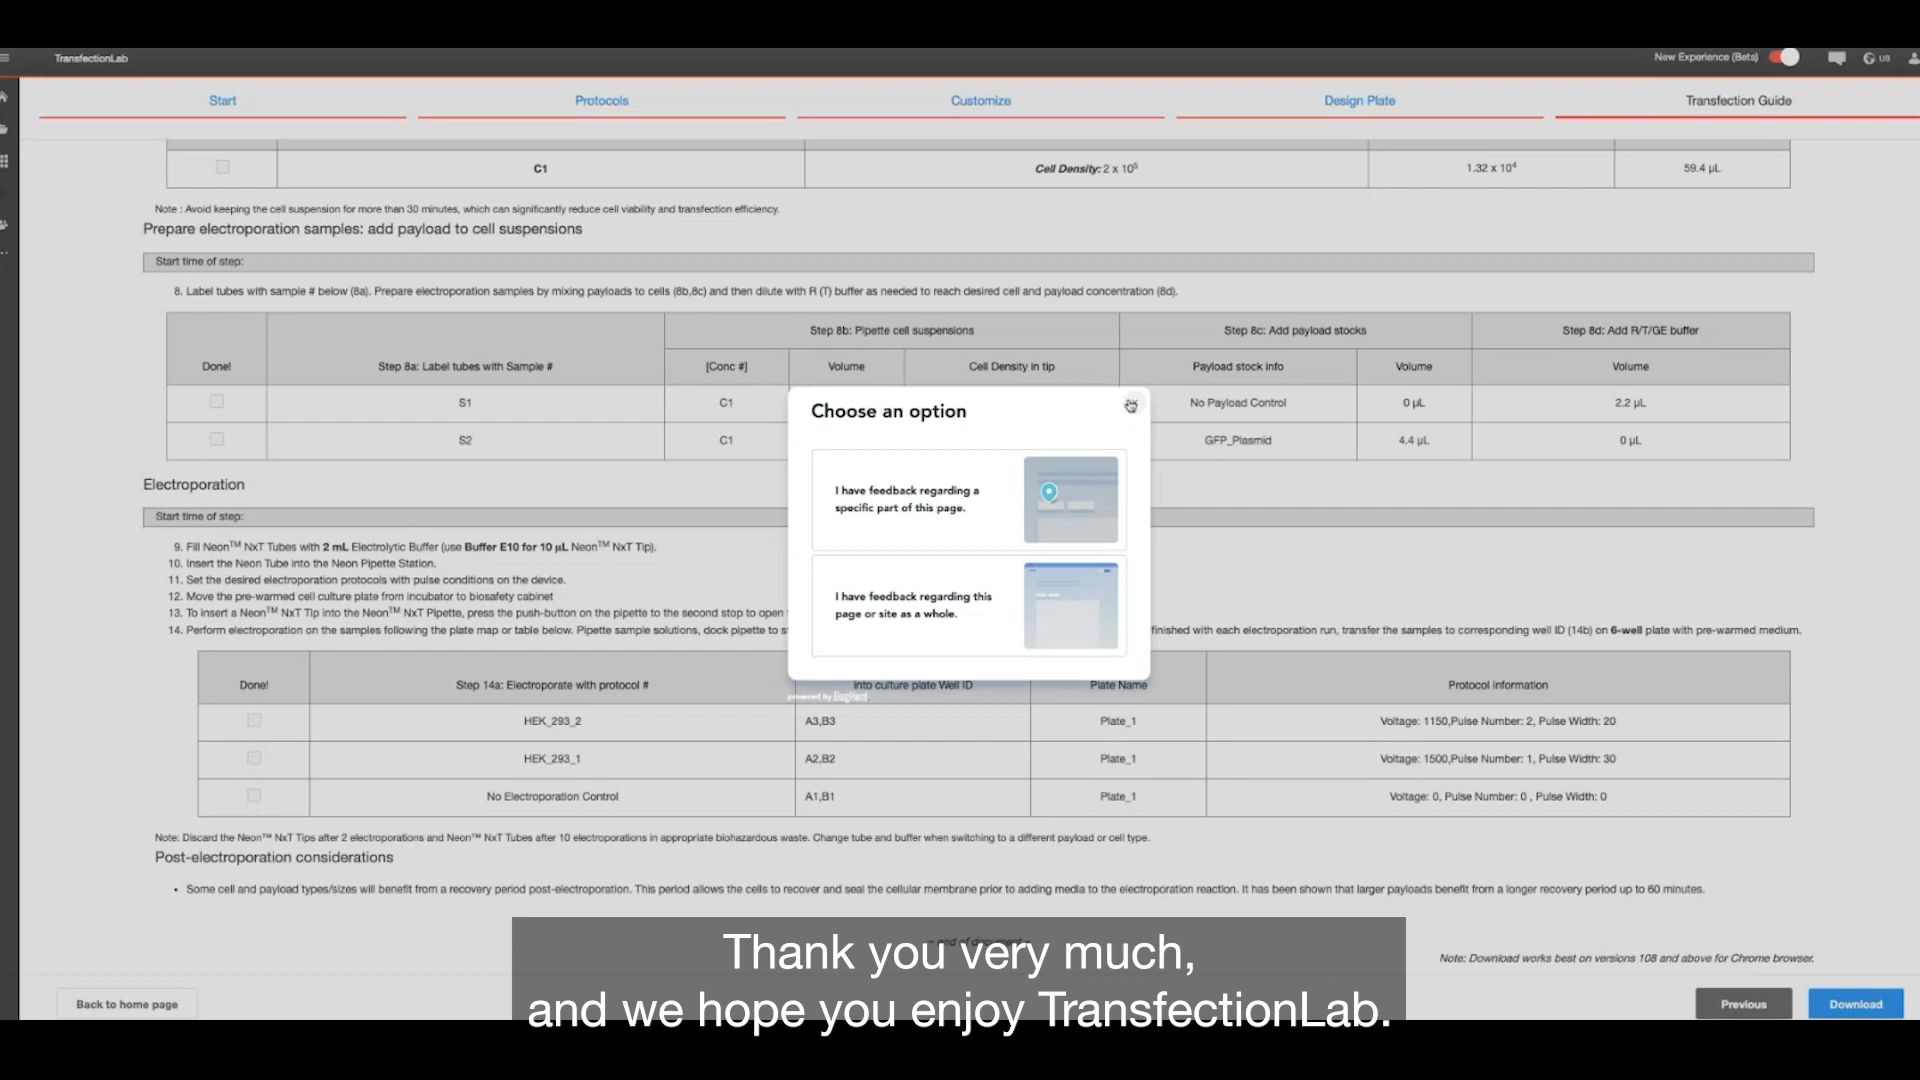 TransfectionLab
New Experience (Beta)
US
Start
Protocols
Customize
Design Plate
Transfection Guide
C1
Cell Density: 2 x 10⁵
1.32 x 10⁴
59.4 µL
Note : Avoid keeping the cell suspension for more than 30 minutes, which can significantly reduce cell viability and transfection efficiency.
Prepare electroporation samples: add payload to cell suspensions
Start time of step:
8. Label tubes with sample # below (8a). Prepare electroporation samples by mixing payloads to cells (8b,8c) and then dilute with R (T) buffer as needed to reach desired cell and payload concentration (8d).
Step 8b: Pipette cell suspensions
Step 8c: Add payload stocks
Step 8d: Add R/T/GE buffer
Done!
Step 8a: Label tubes with Sample #
[Conc #]
Volume
Cell Density in tip
Payload stock info
Volume
Volume
S1
C1
No Payload Control
0 µL
2.2 µL
S2
C1
GFP_Plasmid
4.4 µL
0 µL
Choose an option
I have feedback regarding a
specific part of this page.
I have feedback regarding this
page or site as a whole.
powered by BugHerd.
Electroporation
Start time of step:
9. Fill Neon™ NxT Tubes with 2 mL Electrolytic Buffer (use Buffer E10 for 10 µL Neon™ NxT Tip).
10. Insert the Neon Tube into the Neon Pipette Station.
11. Set the desired electroporation protocols with pulse conditions on the device.
12. Move the pre-warmed cell culture plate from incubator to biosafety cabinet
13. To insert a Neon™ NxT Tip into the Neon™ NxT Pipette, press the push-button on the pipette to the second stop to open
14. Perform electroporation on the samples following the plate map or table below. Pipette sample solutions, dock pipette to finished with each electroporation run, transfer the samples to corresponding well ID (14b) on 6-well plate with pre-warmed medium.
Done!
Step 14a: Electroporate with protocol #
into culture plate Well ID
Plate Name
Protocol information
HEK_293_2
A3,B3
Plate_1
Voltage: 1150,Pulse Number: 2, Pulse Width: 20
HEK_293_1
A2,B2
Plate_1
Voltage: 1500,Pulse Number: 1, Pulse Width: 30
No Electroporation Control
A1,B1
Plate_1
Voltage: 0, Pulse Number: 0 , Pulse Width: 0
Note: Discard the Neon™ NxT Tips after 2 electroporations and Neon™ NxT Tubes after 10 electroporations in appropriate biohazardous waste. Change tube and buffer when switching to a different payload or cell type.
Post-electroporation considerations
• Some cell and payload types/sizes will benefit from a recovery period post-electroporation. This period allows the cells to recover and seal the cellular membrane prior to adding media to the electroporation reaction. It has been shown that larger payloads benefit from a longer recovery period up to 60 minutes.
~ end of document ~
Note: Download works best on versions 108 and above for Chrome browser.
Back to home page
Previous
Download
Thank you very much,
and we hope you enjoy TransfectionLab.